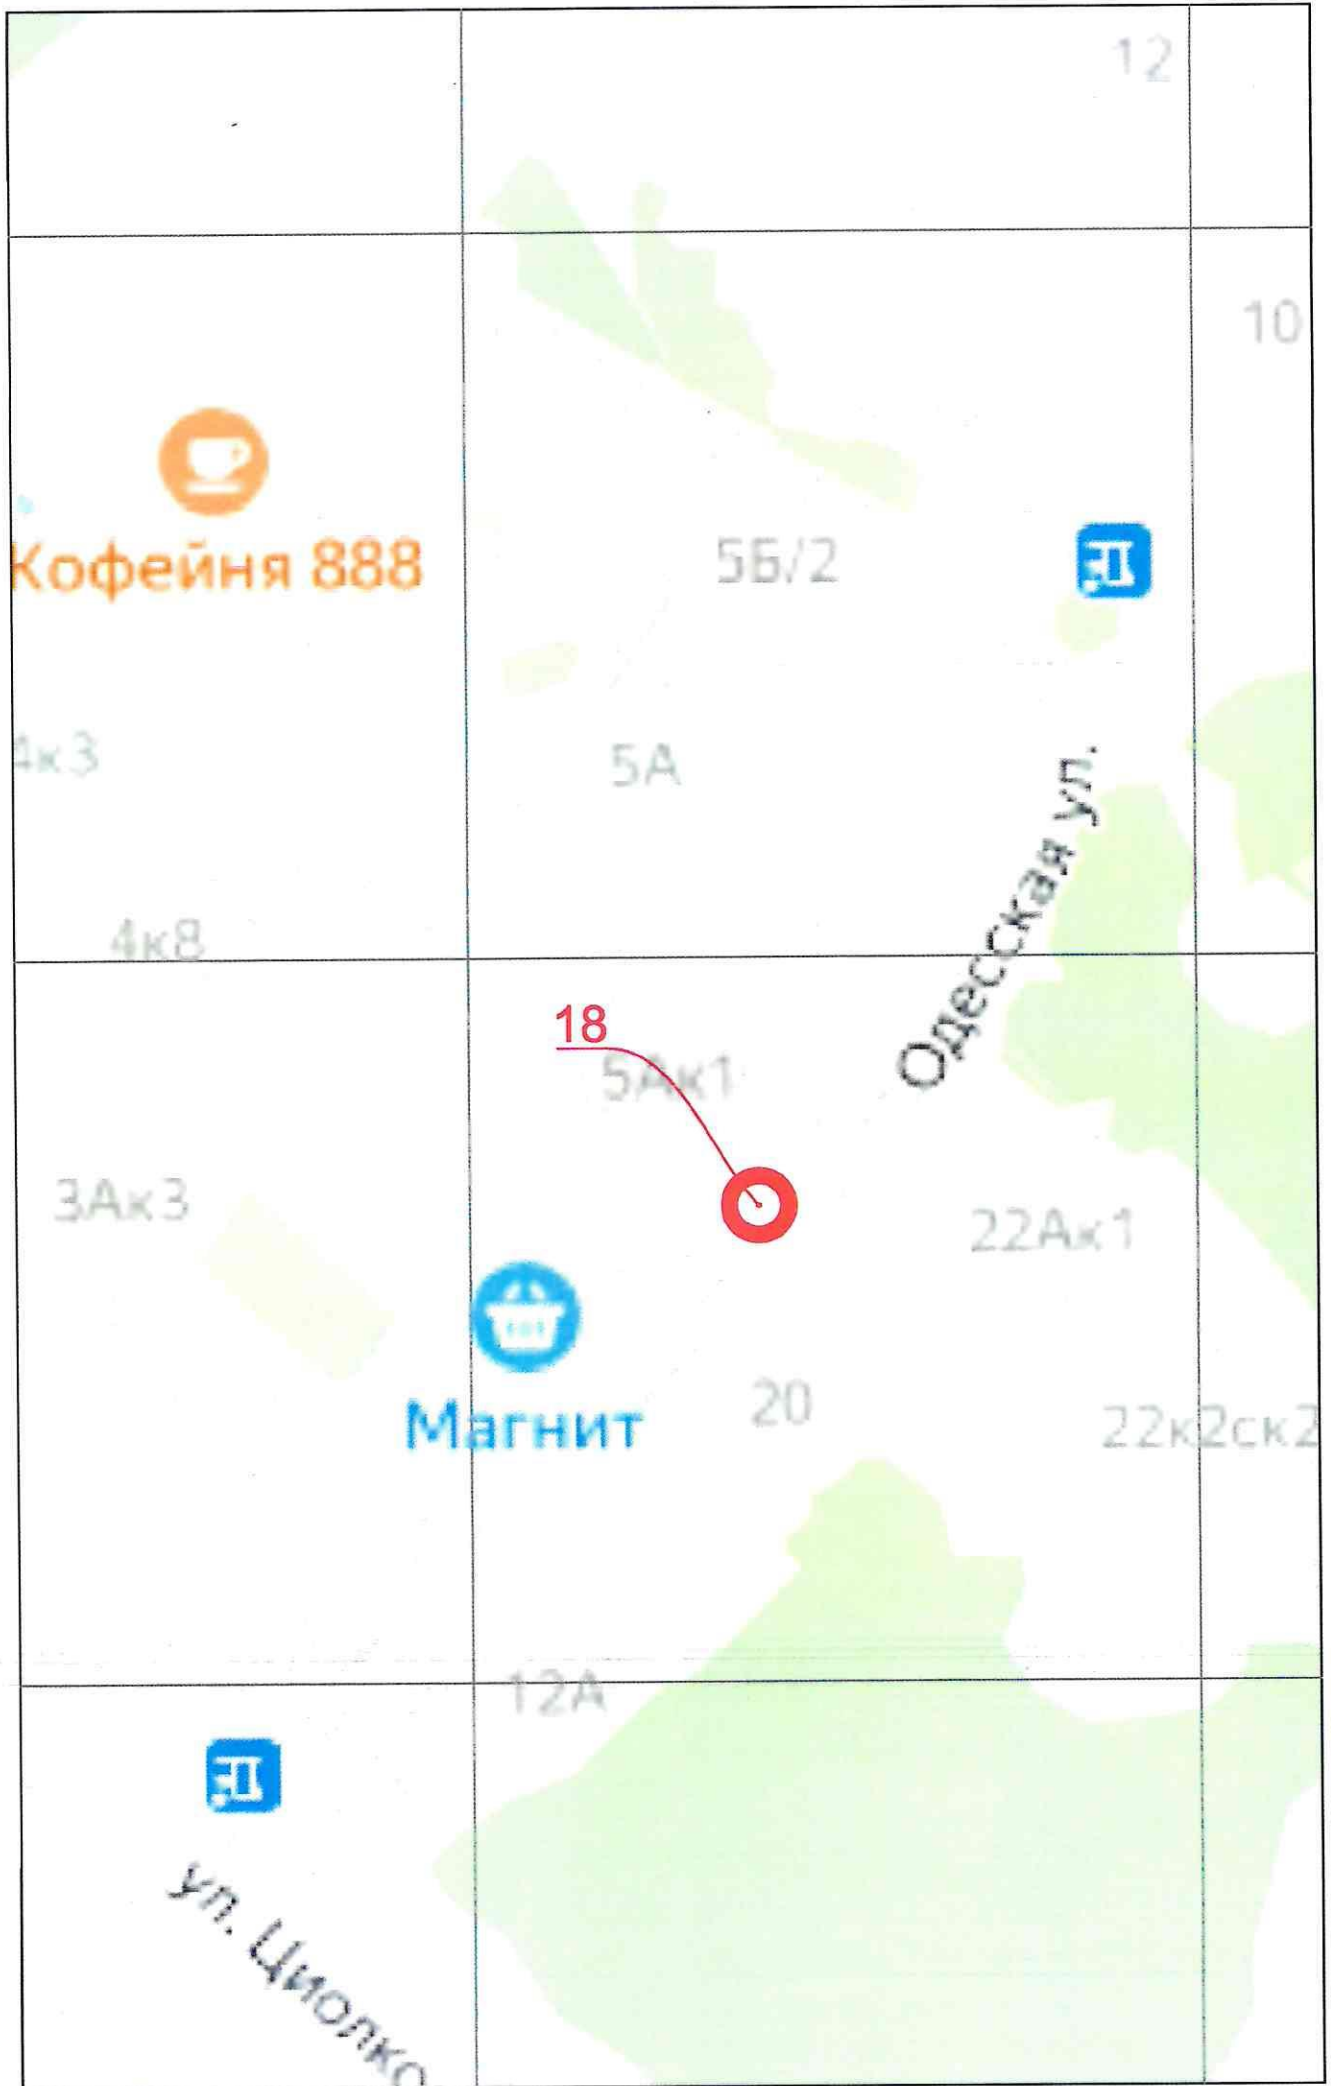 12
10
Кофейня 888
5Б/2
4к3
5А
Одесская ул.
4к8
18
5Ак1
3Ак3
22Ак1
20
Магнит
22к2ск2
12А
ул. Циолко